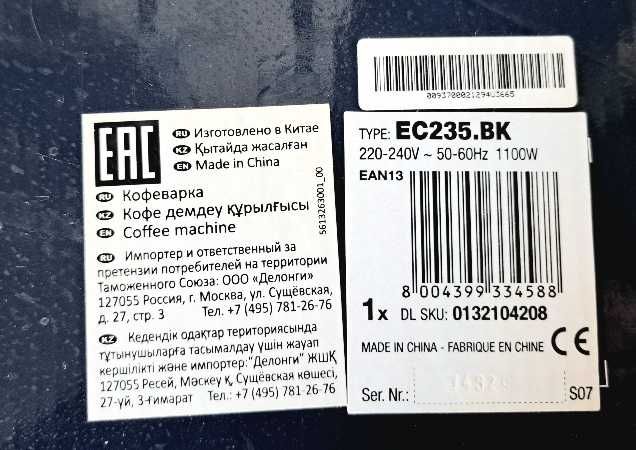 EAC
RU Изготовлено в Китае
KZ Қытайда жасалған
EN Made in China
RU Кофеварка
KZ Кофе демдеу құрылғысы
EN Coffee machine
5613263001_00
RU Импортер и ответственный за
претензии потребителей на территории
Таможенного Союза: ООО «Делонги»
127055 Россия, г. Москва, ул. Сущёвская,
д. 27, стр. 3 Тел. +7 (495) 781-26-76
KZ Кедендік одақтар териториясында
тұтынушыларға тасымалдау үшін жауап
кершілікті және импортер:"Делонги" ЖШҚ
127055 Ресей, Мәскеу қ, Сущёвская көшесі,
27-үй, 3-ғимарат Тел.: +7 (495) 781-26-76
TYPE: EC235.BK
220-240V ~ 50-60Hz 1100W
EAN13
8 004399 334588
1x DL SKU: 0132104208
MADE IN CHINA - FABRIQUE EN CHINE CE
Ser. Nr.: S07